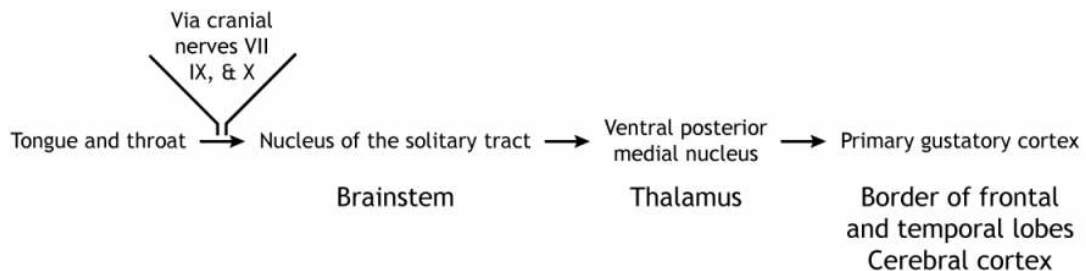 Via cranial
nerves VII
IX, & X
Tongue and throat
Nucleus of the solitary tract
Ventral posterior
medial nucleus
Primary gustatory cortex
Brainstem
Thalamus
Border of frontal
and temporal lobes
Cerebral cortex